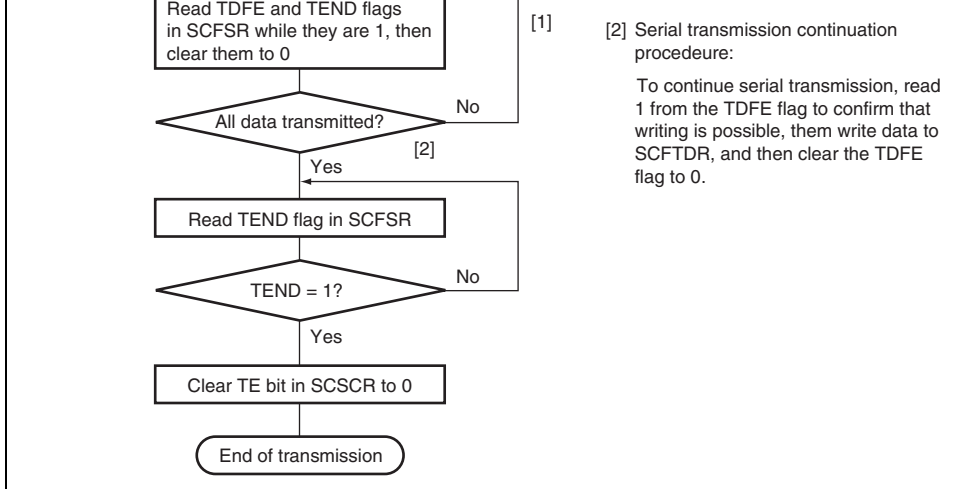 Read TDFE and TEND flags
in SCFSR while they are 1, then
clear them to 0
[1]
All data transmitted?
No
[2]
Yes
Read TEND flag in SCFSR
TEND = 1?
No
Yes
Clear TE bit in SCSCR to 0
End of transmission
[2] Serial transmission continuation
procedeure:
To continue serial transmission, read
1 from the TDFE flag to confirm that
writing is possible, them write data to
SCFTDR, and then clear the TDFE
flag to 0.